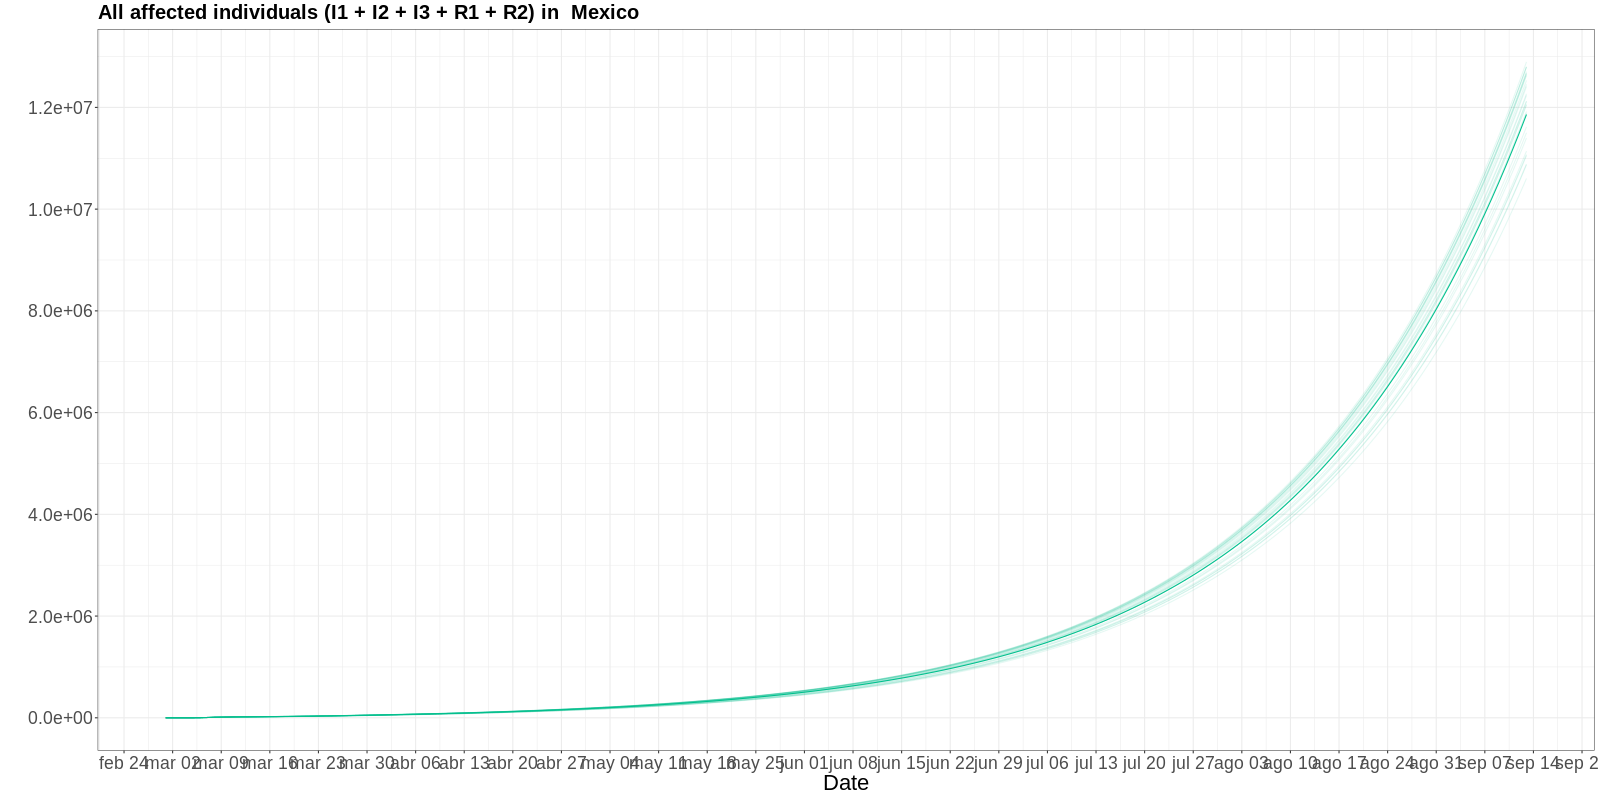 All affected individuals (I1 + I2 + I3 + R1 + R2) in  Mexico
1.2e+07
1.0e+07
8.0e+06
6.0e+06
4.0e+06
2.0e+06
0.0e+00
feb 24 mar 02 mar 09 mar 16 mar 23 mar 30 abr 06 abr 13 abr 20 abr 27 may 04 may 11 may 18 may 25 jun 01 jun 08 jun 15 jun 22 jun 29 jul 06 jul 13 jul 20 jul 27 ago 03 ago 10 ago 17 ago 24 ago 31 sep 07 sep 14 sep 2
Date